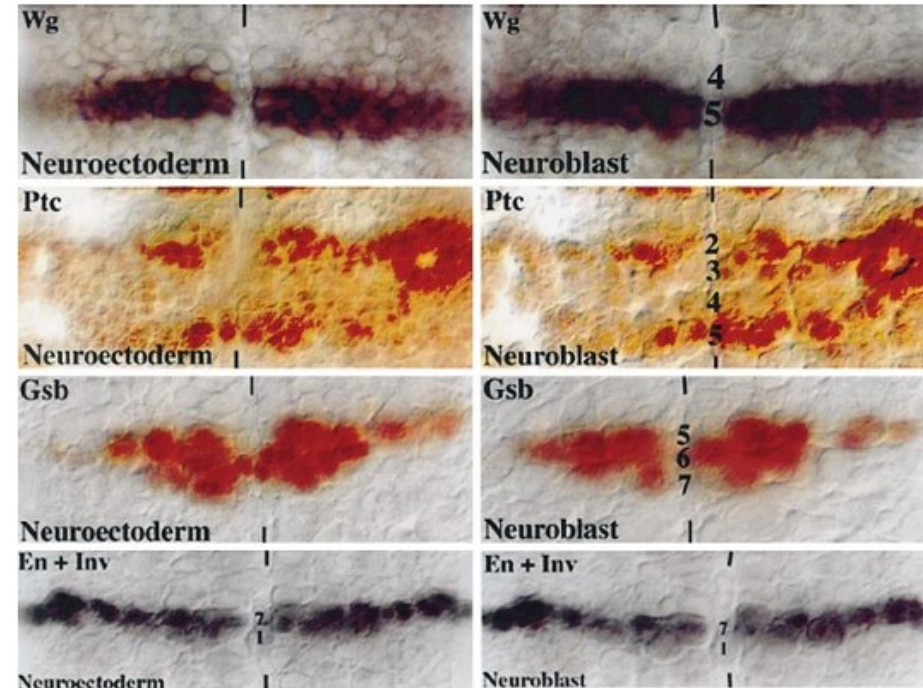 Wg
Neuroectoderm
Wg
4
5
Neuroblast
Ptc
Neuroectoderm
Ptc
2
3
4
5
Neuroblast
Gsb
Neuroectoderm
Gsb
5
6
7
Neuroblast
En + Inv
7
1
Neuroectoderm
En + Inv
7
1
Neuroblast